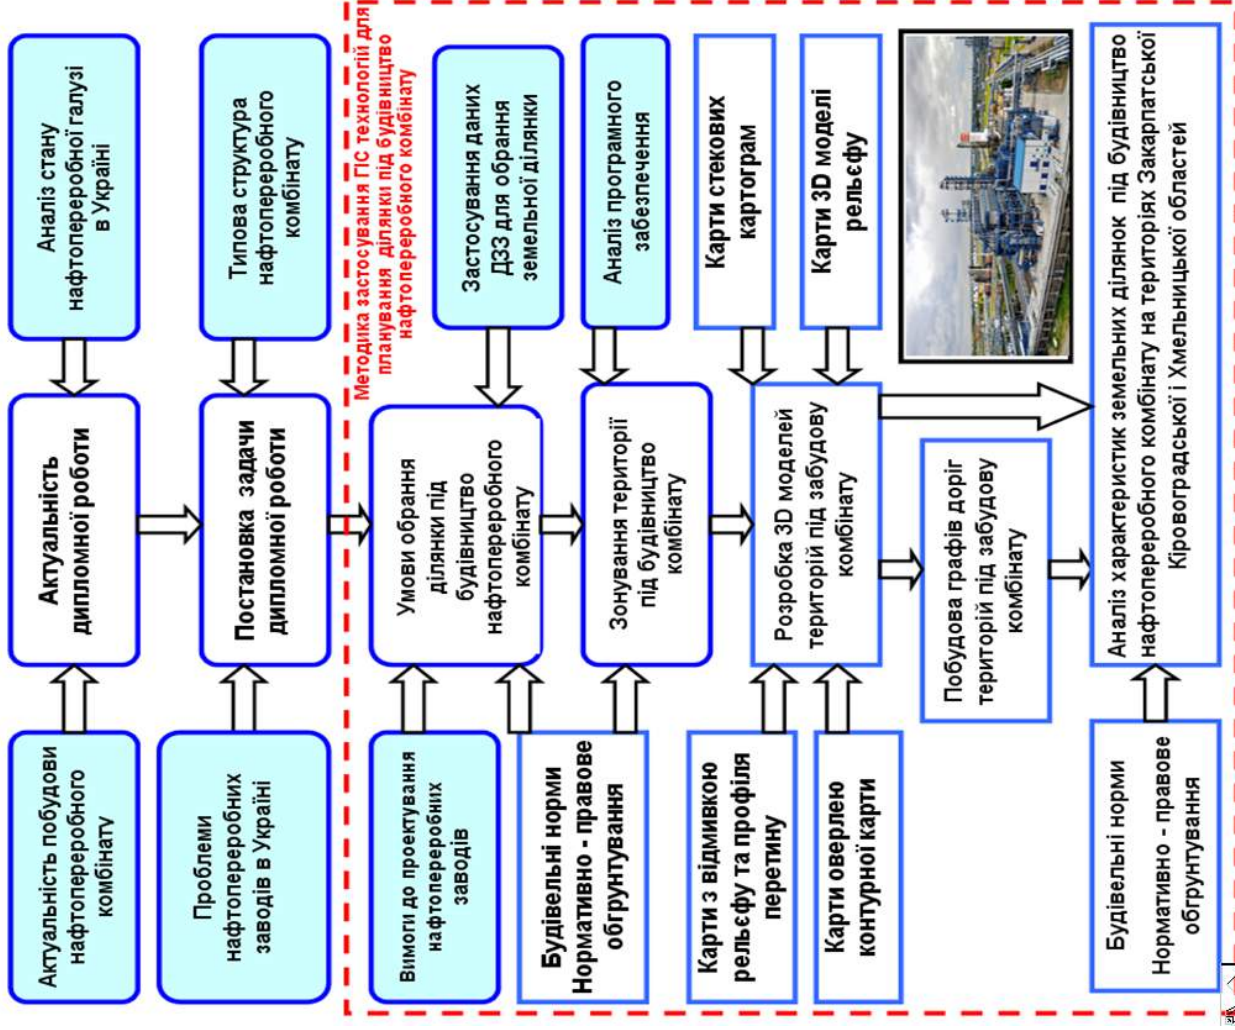 Актуальність побудови
нафтопереробного
комбінату
Актуальність
дипломної роботи
Аналіз стану
нафтопереробної галузі
в Україні
Проблеми
нафтопереробних
заводів в Україні
Постановка задачи
дипломної роботи
Типова структура
нафтопереробного
комбінату
Методика застосування ГІС технологій для
планування ділянки під будівництво
нафтопереробного комбінату
Вимоги до проектування
нафтопереробних
заводів
Умови обрання
ділянки під
будівництво
нафтопереробного
комбінату
Застосування даних
ДЗЗ для обрання
земельної ділянки
Будівельні норми
Нормативно - правове
обгрунтування
Зонування території
під будівництво
комбінату
Аналіз програмного
забезпечення
Карти з відмивкою
рельєфу та профіля
перетину
Карти оверлею
контурної карти
Розробка 3D моделей
територій під забудову
комбінату
Карти стекових
картограм
Карти 3D моделі
рельєфу
Побудова графів доріг
територій під забудову
комбінату
Будівельні норми
Нормативно - правове
обгрунтування
Аналіз характеристик земельних ділянок під будівництво
нафтопереробного комбінату на територіях Закарпатської
Кіровоградської і Хмельницької областей